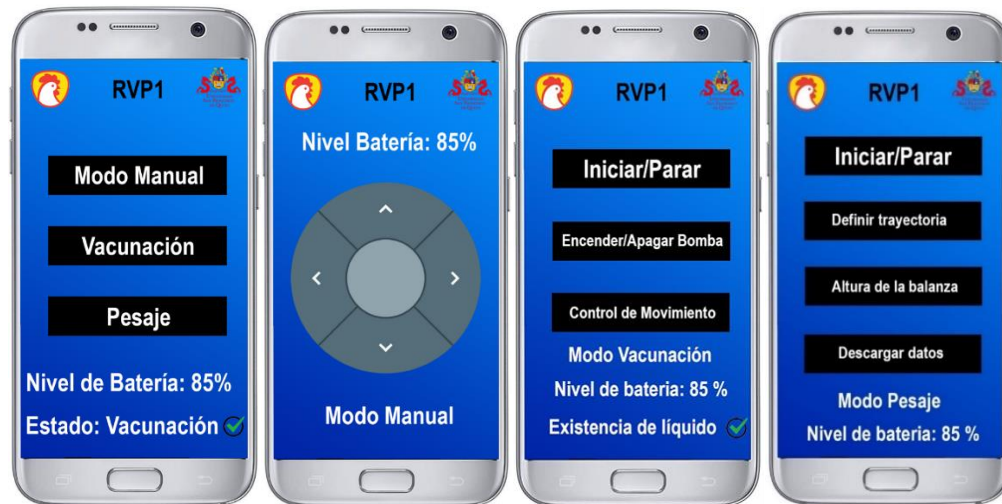 RVP1
Modo Manual
Vacunación
Pesaje
Nivel de Batería: 85%
Estado: Vacunación
RVP1
Nivel Batería: 85%
Modo Manual
RVP1
Iniciar/Parar
Encender/Apagar Bomba
Control de Movimiento
Modo Vacunación
Nivel de bateria: 85 %
Existencia de líquido
RVP1
Iniciar/Parar
Definir trayectoria
Altura de la balanza
Descargar datos
Modo Pesaje
Nivel de bateria: 85 %